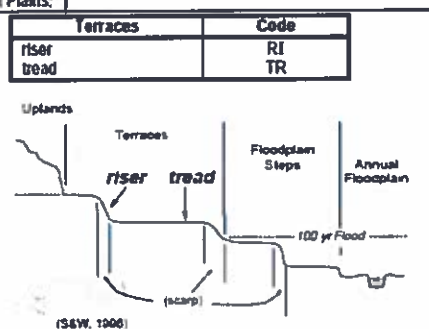 Plains;
Terraces Code
riser RI
tread TR
Uplands
Terraces
Floodplain
Steps
Annual
Floodplain
riser tread
100 yr Flood
(scarp)
(S&W, 1996)